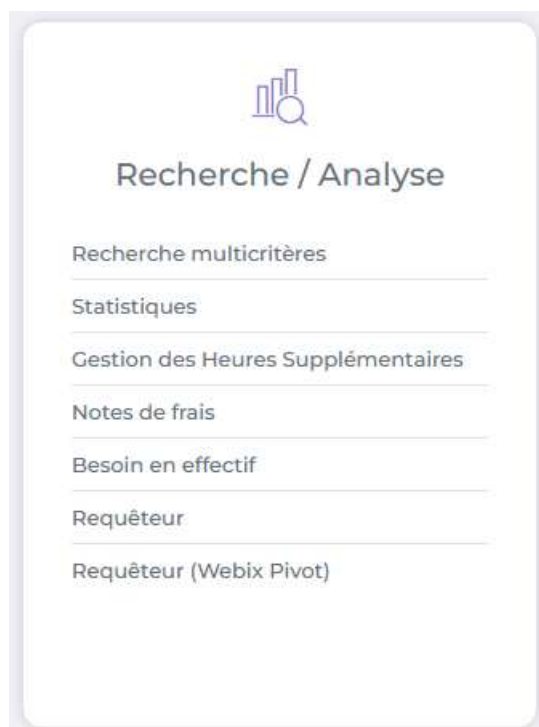 Recherche / Analyse
Recherche multicritères
Statistiques
Gestion des Heures Supplémentaires
Notes de frais
Besoin en effectif
Requêteur
Requêteur (Webix Pivot)